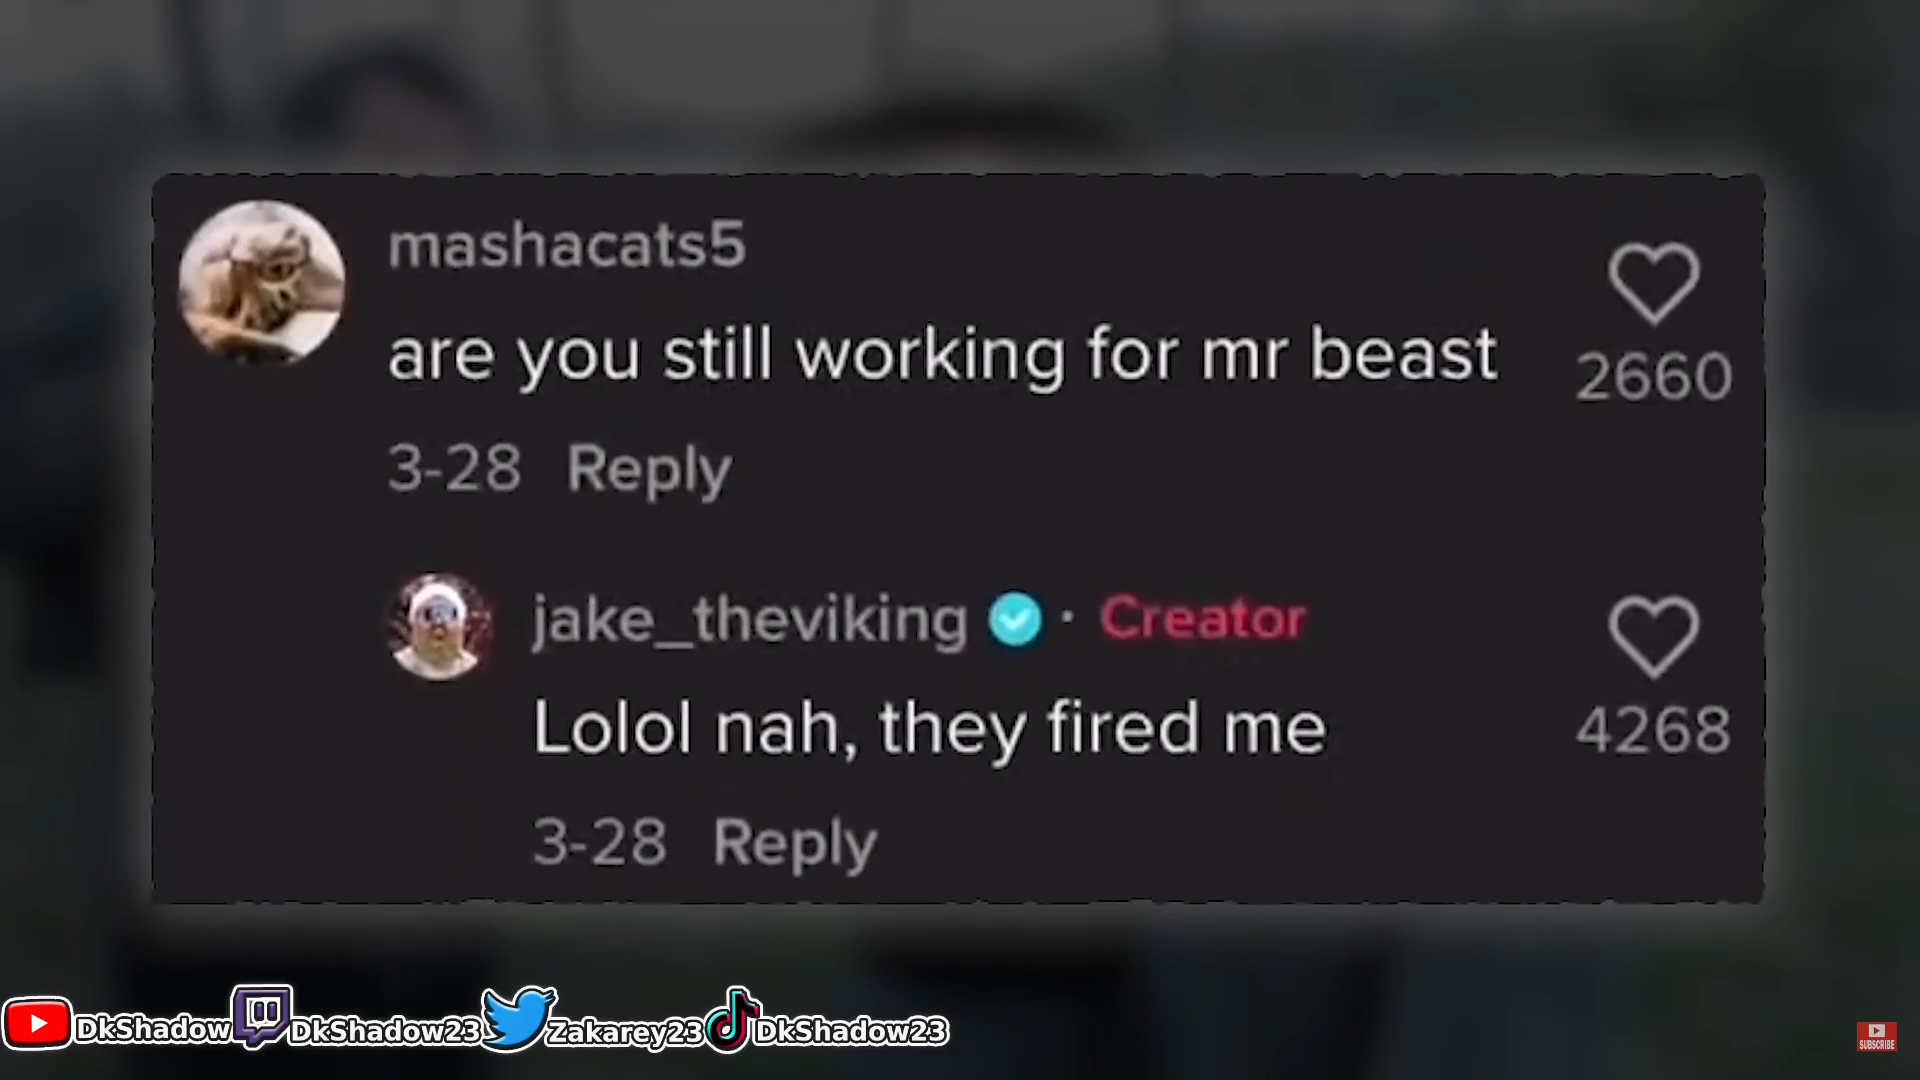 mashacats5
are you still working for mr beast
2660
3-28 Reply
jake_theviking · Creator
Lolol nah, they fired me
4268
3-28 Reply
DkShadow DkShadow23 Zakarey23 DkShadow23
SUBSCRIBE